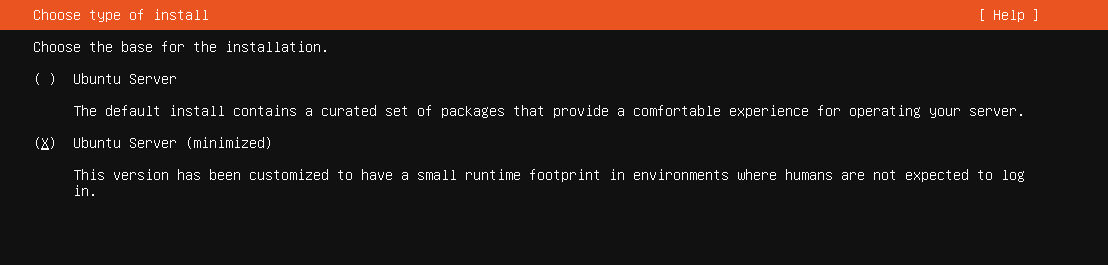 Choose type of install [ Help ]
Choose the base for the installation.
( ) Ubuntu Server
The default install contains a curated set of packages that provide a comfortable experience for operating your server.
(X) Ubuntu Server (minimized)
This version has been customized to have a small runtime footprint in environments where humans are not expected to log
in.